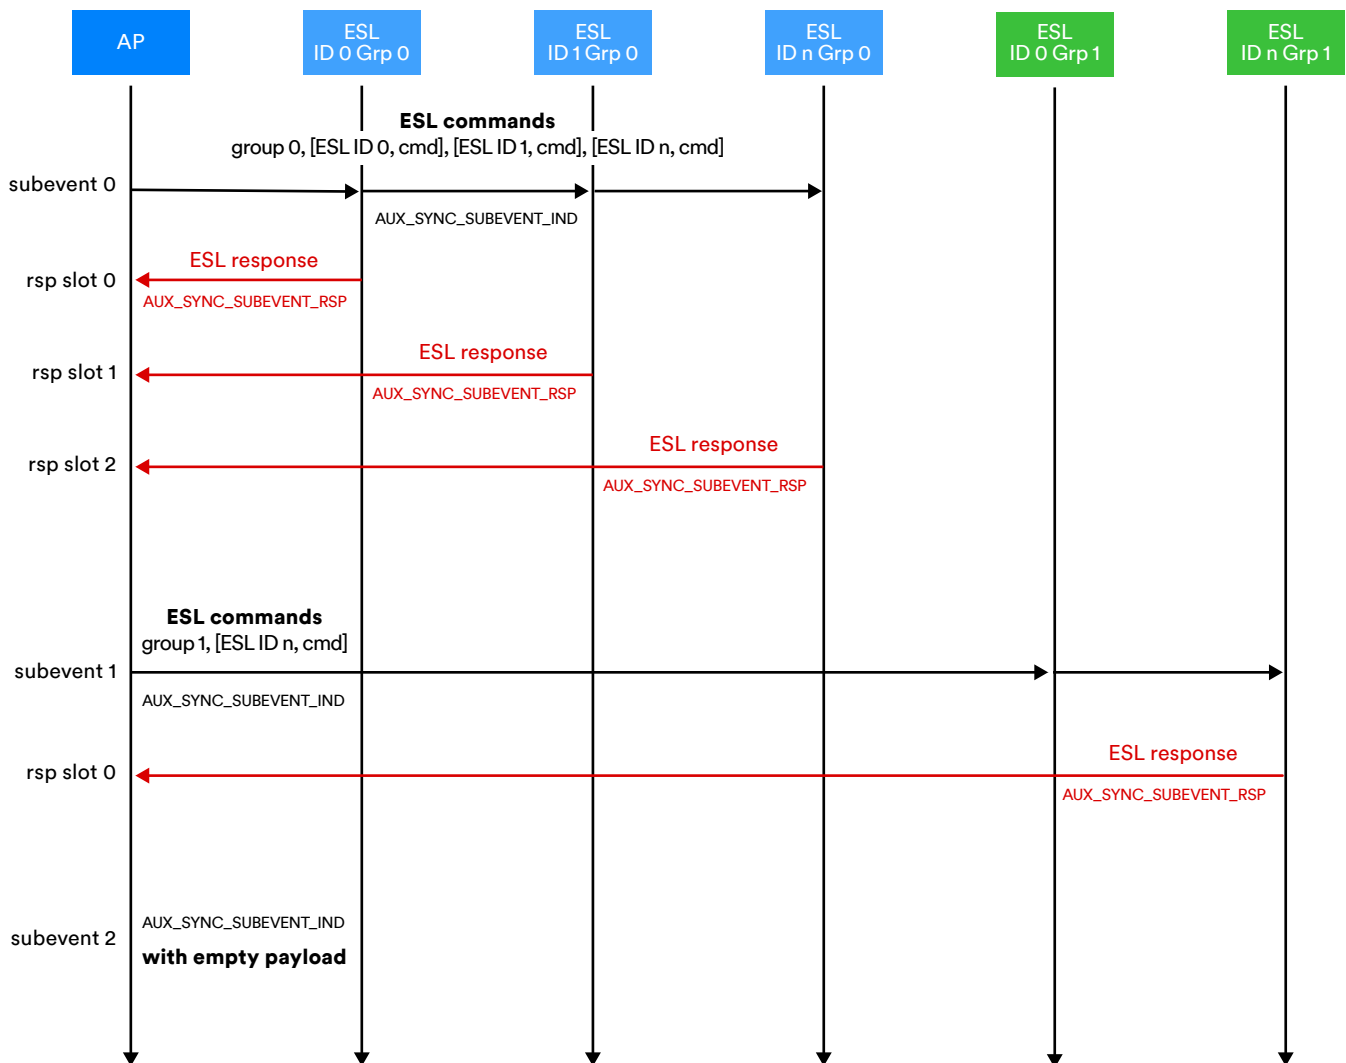 AP
ESL
ID 0 Grp 0
ESL
ID 1 Grp 0
ESL
ID n Grp 0
ESL
ID 0 Grp 1
ESL
ID n Grp 1
ESL commands
group 0, [ESL ID 0, cmd], [ESL ID 1, cmd], [ESL ID n, cmd]
subevent 0
AUX_SYNC_SUBEVENT_IND
ESL response
rsp slot 0
AUX_SYNC_SUBEVENT_RSP
ESL response
rsp slot 1
AUX_SYNC_SUBEVENT_RSP
ESL response
rsp slot 2
AUX_SYNC_SUBEVENT_RSP
ESL commands
group 1, [ESL ID n, cmd]
subevent 1
AUX_SYNC_SUBEVENT_IND
ESL response
rsp slot 0
AUX_SYNC_SUBEVENT_RSP
AUX_SYNC_SUBEVENT_IND
subevent 2
with empty payload